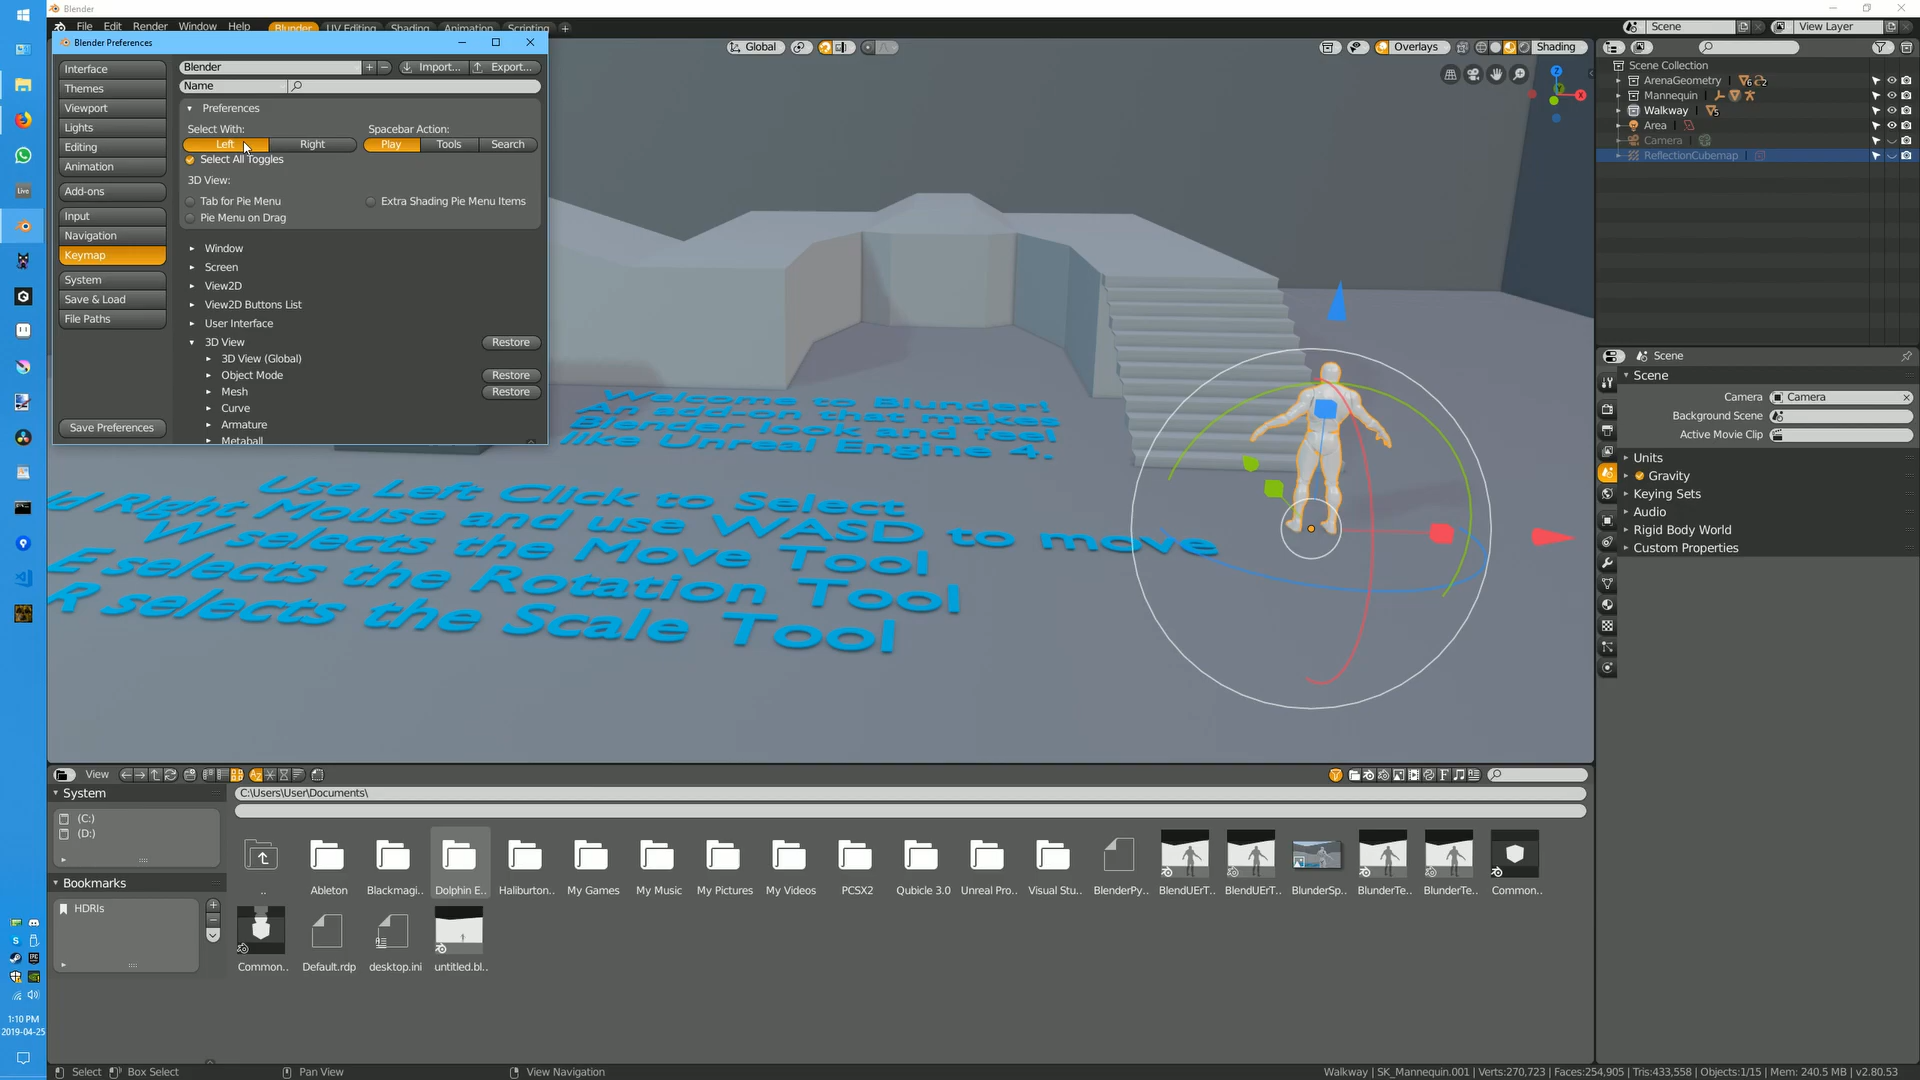 Blender
File Edit Render Window Help
Blender UV Editing Shading Animation Scripting +
Scene
View Layer
Blender Preferences
Interface
Themes
Viewport
Lights
Editing
Animation
Add-ons
Input
Navigation
Keymap
System
Save & Load
File Paths
Save Preferences
Blender
Import...
Export...
Name
Preferences
Select With:
Spacebar Action:
Left
Right
Play
Tools
Search
Select All Toggles
3D View:
Tab for Pie Menu
Extra Shading Pie Menu Items
Pie Menu on Drag
Window
Screen
View2D
View2D Buttons List
User Interface
3D View
Restore
3D View (Global)
Object Mode
Restore
Mesh
Restore
Curve
Armature
Metaball
Global
Overlays
Shading
Welcome to Blunder!
An add-on that makes
Blender look and feel
like Unreal Engine 4.
Use Left Click to Select
d Right Mouse and use WASD to move
W selects the Move Tool
E selects the Rotation Tool
R selects the Scale Tool
Scene Collection
ArenaGeometry
Mannequin
Walkway
Area
Camera
ReflectionCubemap
Scene
Scene
Camera
Camera
Background Scene
Active Movie Clip
Units
Gravity
Keying Sets
Audio
Rigid Body World
Custom Properties
View
System
(C:)
(D:)
Bookmarks
HDRIs
C:\Users\User\Documents\
..
Ableton
Blackmagi..
Dolphin E..
Haliburton..
My Games
My Music
My Pictures
My Videos
PCSX2
Qubicle 3.0
Unreal Pro..
Visual Stu..
BlenderPy..
BlendUErT..
BlendUErT..
BlunderSp..
BlunderTe..
BlunderTe..
Common..
Common..
Default.rdp
desktop.ini
untitled.bl..
Live
1:10 PM
2019-04-25
Select
Box Select
Pan View
View Navigation
Walkway | SK_Mannequin.001 | Verts:270,723 | Faces:254,905 | Tris:433,558 | Objects:1/15 | Mem: 240.5 MB | v2.80.53